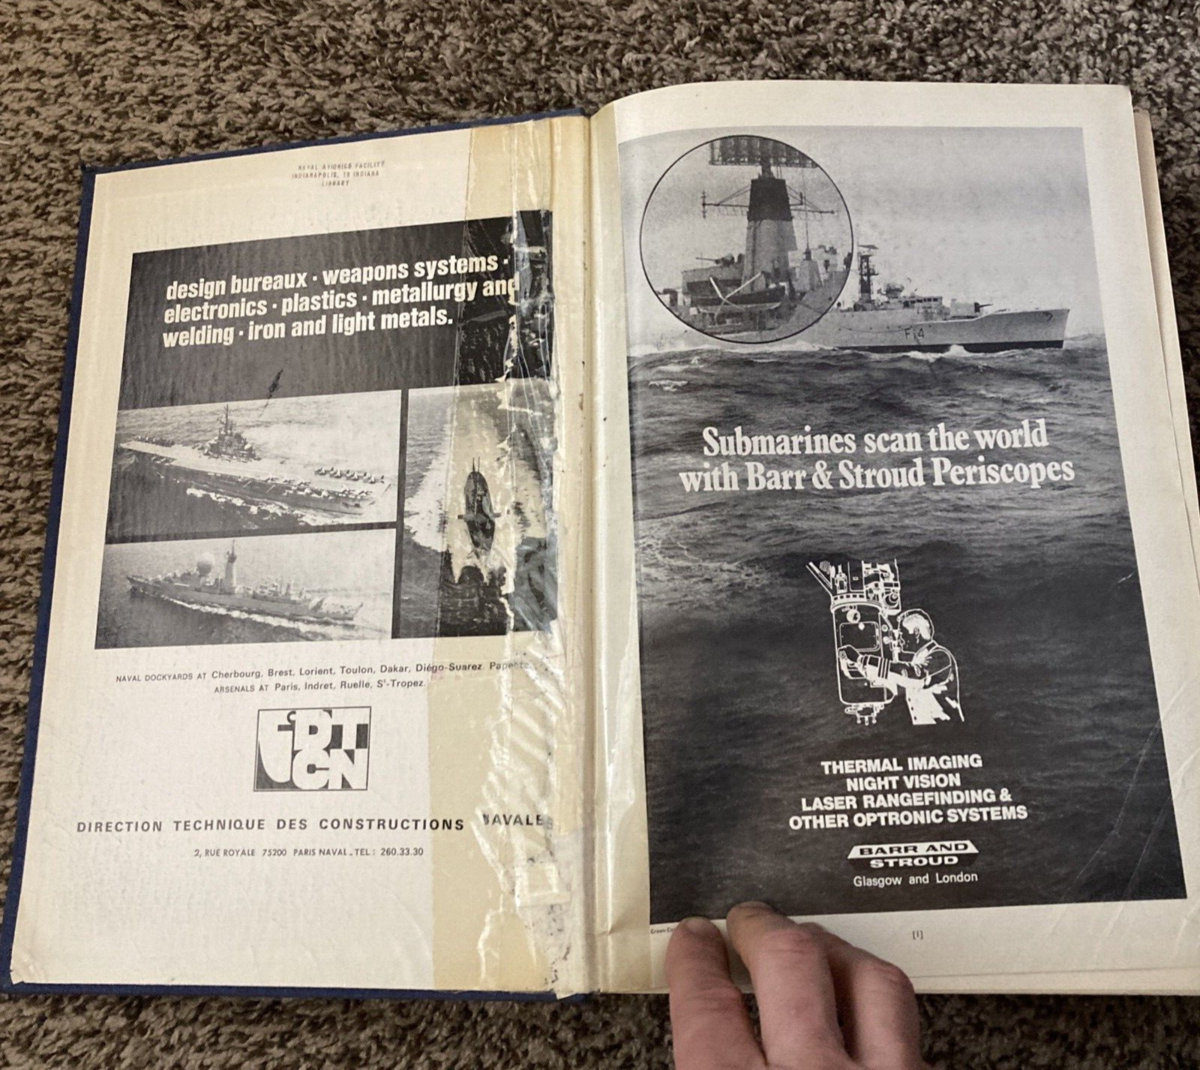 NAVAL AVIONICS FACILITY
INDIANAPOLIS, 18 INDIANA
LIBRARY
design bureaux · weapons systems ·
electronics · plastics · metallurgy and
welding · iron and light metals.
NAVAL DOCKYARDS AT Cherbourg, Brest, Lorient, Toulon, Dakar, Diégo-Suarez
ARSENALS AT Paris, Indret, Ruelle, St-Tropez.
DTCN
DIRECTION TECHNIQUE DES CONSTRUCTIONS NAVALES
2, RUE ROYALE 75200 PARIS NAVAL. TEL : 260.33.30
F14
Submarines scan the world
with Barr & Stroud Periscopes
THERMAL IMAGING
NIGHT VISION
LASER RANGEFINDING &
OTHER OPTRONIC SYSTEMS
BARR AND
STROUD
Glasgow and London
[1]